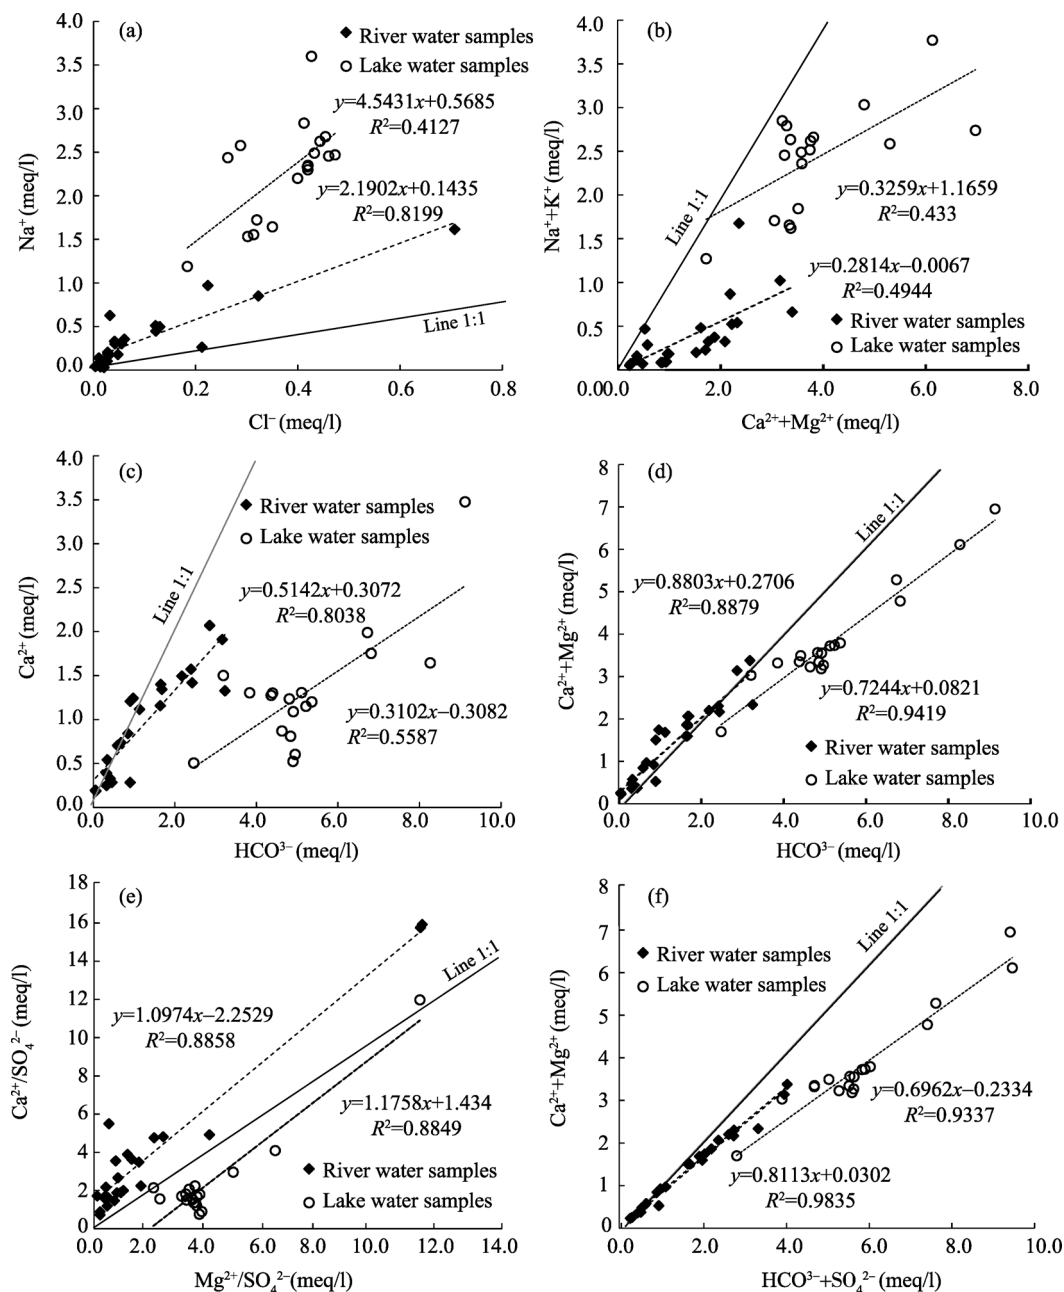 (a)
4.0
3.5
3.0
2.5
2.0
1.5
1.0
0.5
0.0
Na⁺ (meq/l)
River water samples
Lake water samples
y=4.5431x+0.5685
R²=0.4127
y=2.1902x+0.1435
R²=0.8199
Line 1:1
0.0 0.2 0.4 0.6 0.8
Cl⁻ (meq/l)
(b)
4.0
3.5
3.0
2.5
2.0
1.5
1.0
0.5
0.00
Na⁺+K⁺ (meq/l)
Line 1:1
y=0.3259x+1.1659
R²=0.433
y=0.2814x−0.0067
R²=0.4944
River water samples
Lake water samples
.0 2.0 4.0 6.0 8.0
Ca²⁺+Mg²⁺ (meq/l)
(c)
4.0
3.5
3.0
2.5
2.0
1.5
1.0
0.5
0.0
Ca²⁺ (meq/l)
River water samples
Lake water samples
Line 1:1
y=0.5142x+0.3072
R²=0.8038
y=0.3102x−0.3082
R²=0.5587
0.0 2.0 4.0 6.0 8.0 10.0
HCO³⁻ (meq/l)
(d)
8
7
6
5
4
3
2
1
0
Ca²⁺+Mg²⁺ (meq/l)
Line 1:1
y=0.8803x+0.2706
R²=0.8879
y=0.7244x+0.0821
R²=0.9419
River water samples
Lake water samples
0.0 2.0 4.0 6.0 8.0 10.0
HCO³⁻ (meq/l)
(e)
18
16
14
12
10
8
6
4
2
0
Ca²⁺/SO₄²⁻ (meq/l)
Line 1:1
y=1.0974x−2.2529
R²=0.8858
y=1.1758x+1.434
R²=0.8849
River water samples
Lake water samples
0.0 2.0 4.0 6.0 8.0 10.0 12.0 14.0
Mg²⁺/SO₄²⁻ (meq/l)
(f)
8
7
6
5
4
3
2
1
0
Ca²⁺+Mg²⁺ (meq/l)
Line 1:1
River water samples
Lake water samples
y=0.6962x−0.2334
R²=0.9337
y=0.8113x+0.0302
R²=0.9835
0.0 2.0 4.0 6.0 8.0 10.0
HCO³⁻+SO₄²⁻ (meq/l)